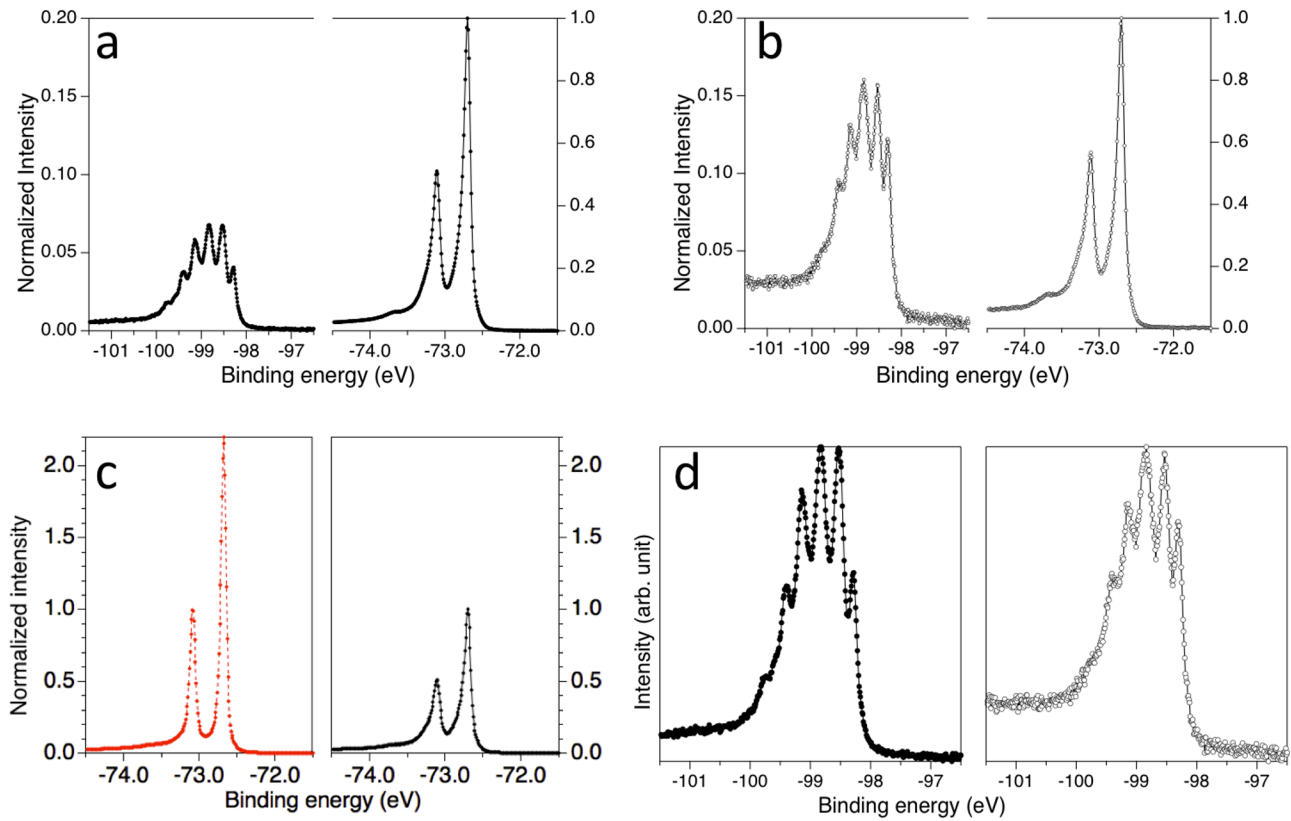 a
Normalized Intensity
0.20
0.15
0.10
0.05
0.00
-101 -100 -99 -98 -97
-74.0 -73.0 -72.0
1.0
0.8
0.6
0.4
0.2
0.0
Binding energy (eV)
b
Normalized Intensity
0.20
0.15
0.10
0.05
0.00
-101 -100 -99 -98 -97
-74.0 -73.0 -72.0
1.0
0.8
0.6
0.4
0.2
0.0
Binding energy (eV)
c
Normalized intensity
2.0
1.5
1.0
0.5
0.0
-74.0 -73.0 -72.0
-74.0 -73.0 -72.0
2.0
1.5
1.0
0.5
0.0
Binding energy (eV)
d
Intensity (arb. unit)
-101 -100 -99 -98 -97
-101 -100 -99 -98 -97
Binding energy (eV)